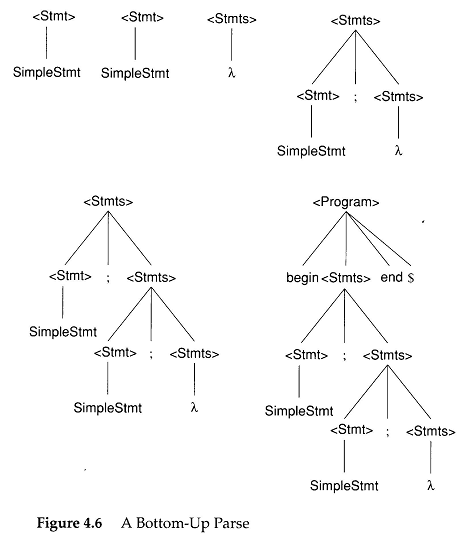 <Stmt> <Stmt> <Stmts> <Stmts>
SimpleStmt SimpleStmt λ
<Stmt> ; <Stmts>
SimpleStmt λ
<Stmts> <Program>
<Stmt> ; <Stmts> begin <Stmts> end $
SimpleStmt
<Stmt> ; <Stmts> <Stmt> ; <Stmts>
SimpleStmt λ SimpleStmt
<Stmt> ; <Stmts>
SimpleStmt λ
Figure 4.6 A Bottom-Up Parse